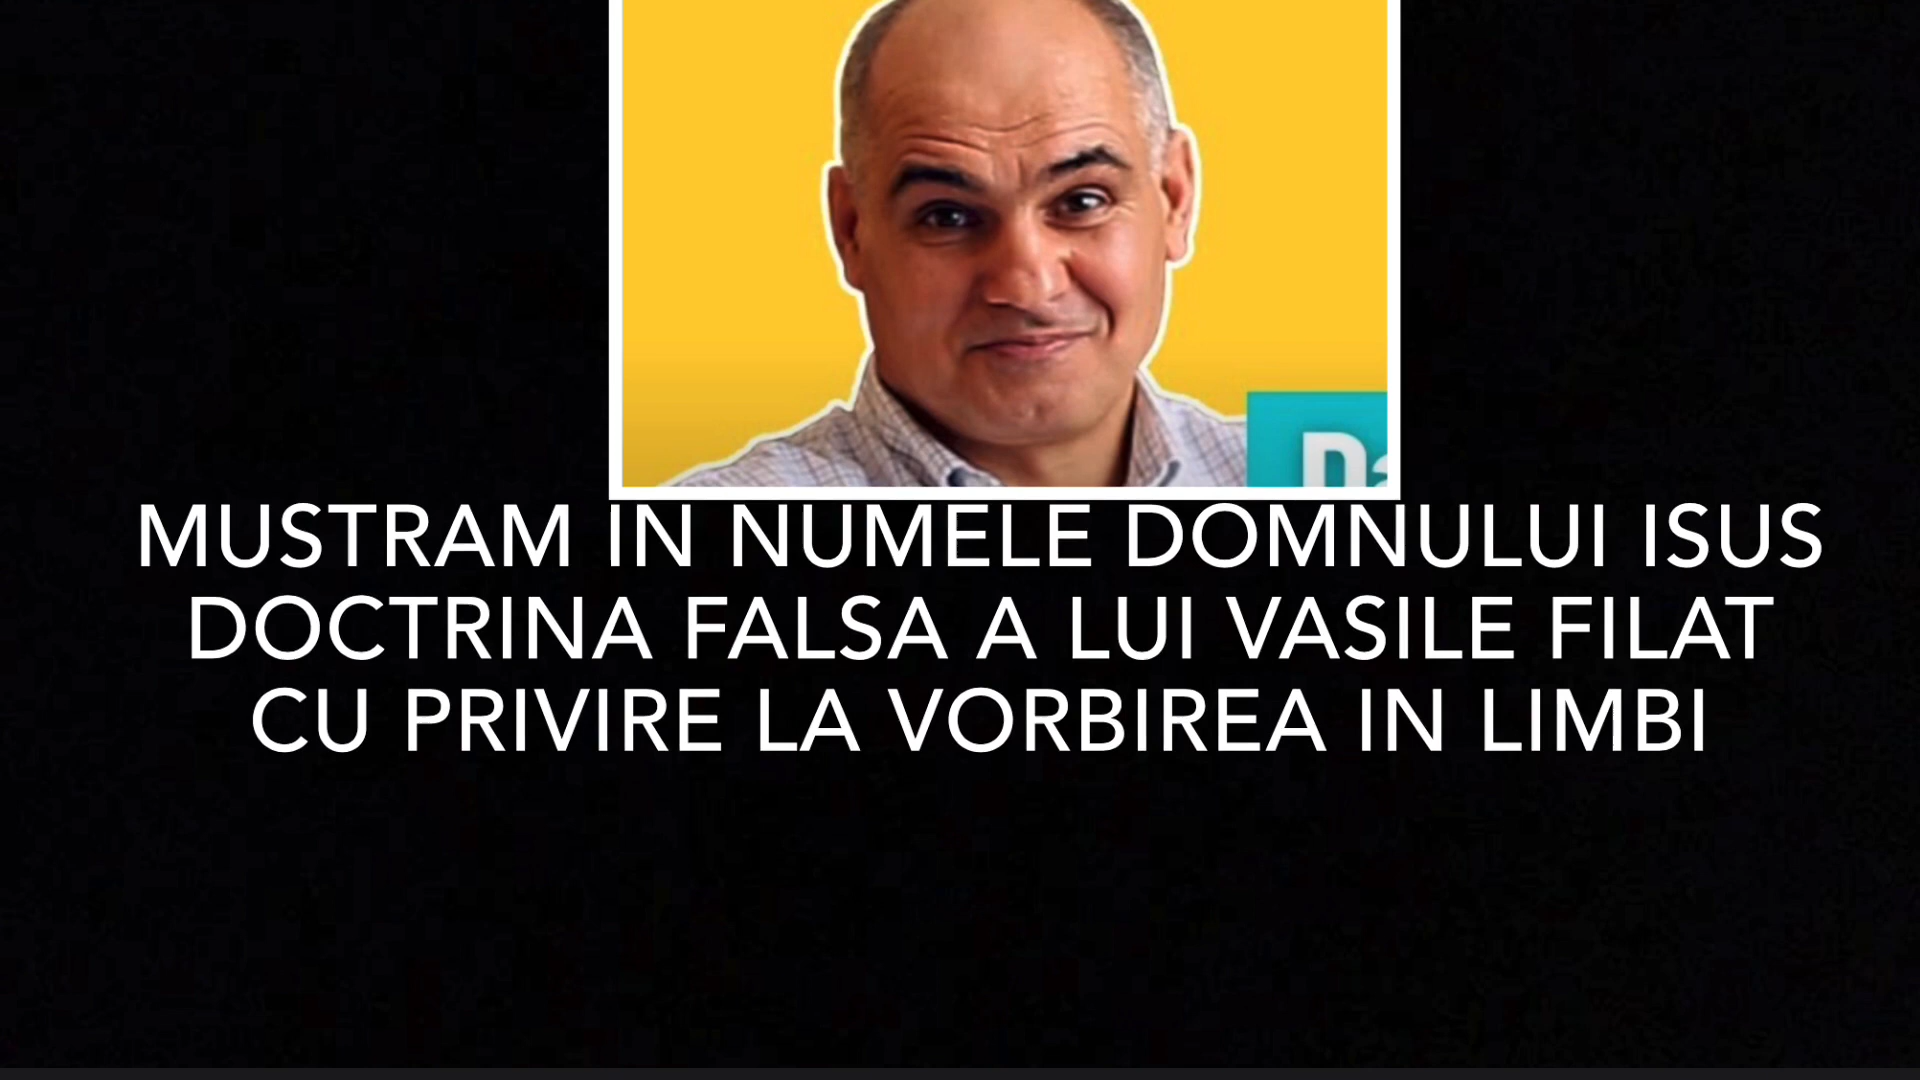 MUSTRAM IN NUMELE DOMNULUI ISUS
DOCTRINA FALSA A LUI VASILE FILAT
CU PRIVIRE LA VORBIREA IN LIMBI